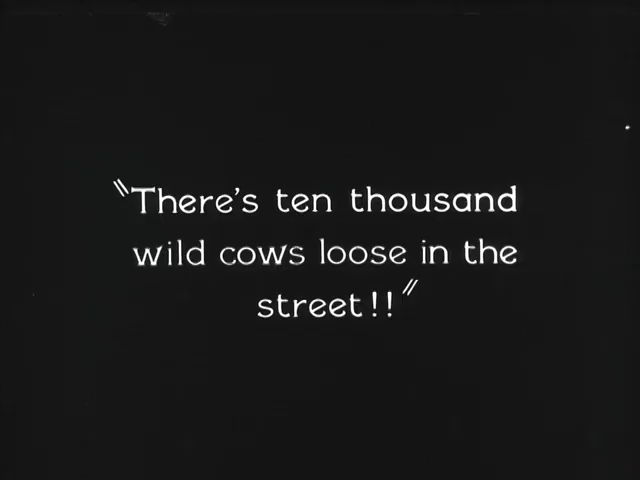 "There's ten thousand
wild cows loose in the
street!!"